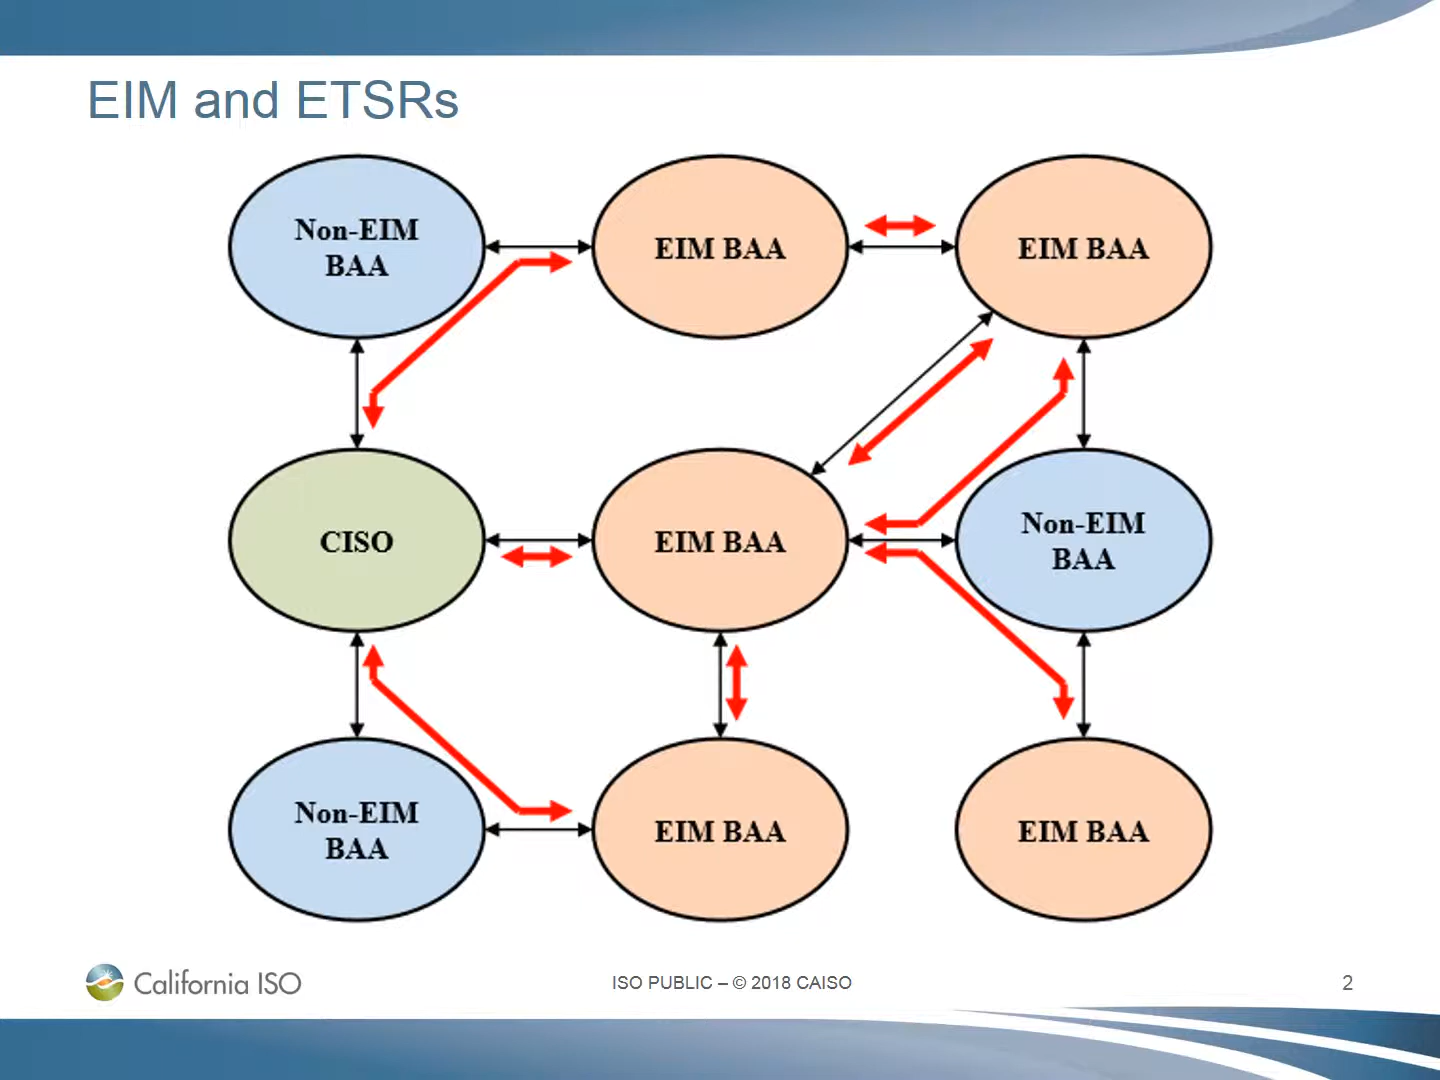 EIM and ETSRs
Non-EIM
BAA
EIM BAA
EIM BAA
CISO
EIM BAA
Non-EIM
BAA
Non-EIM
BAA
EIM BAA
EIM BAA
California ISO
ISO PUBLIC – © 2018 CAISO
2